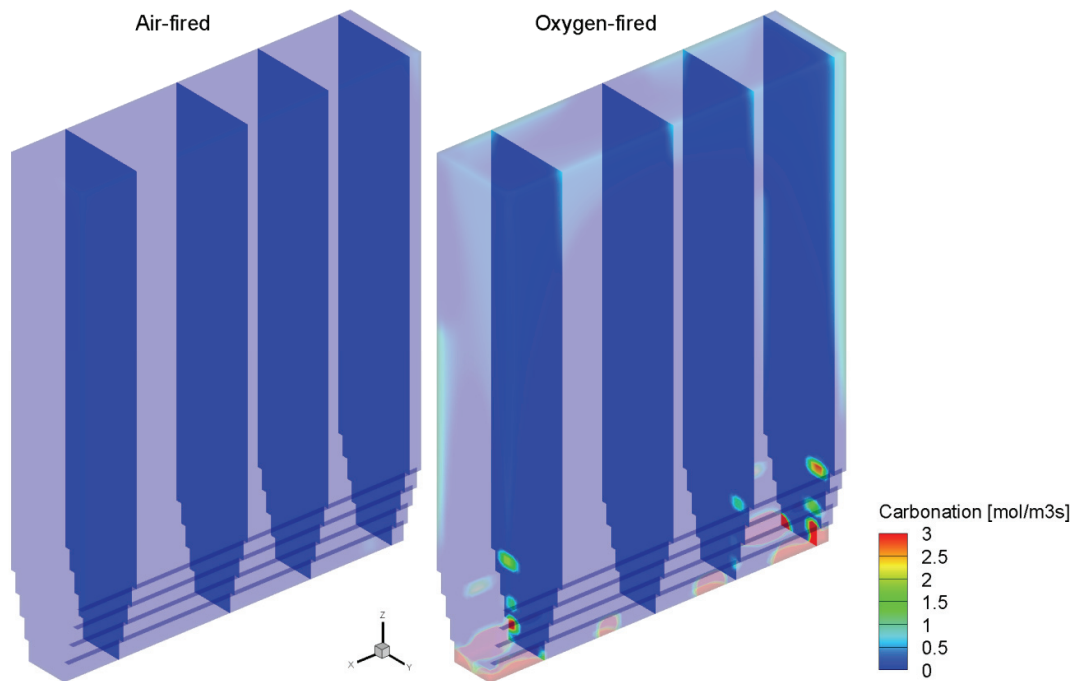 Air-fired
Oxygen-fired
Carbonation [mol/m3s]
3
2.5
2
1.5
1
0.5
0
Z
X
Y